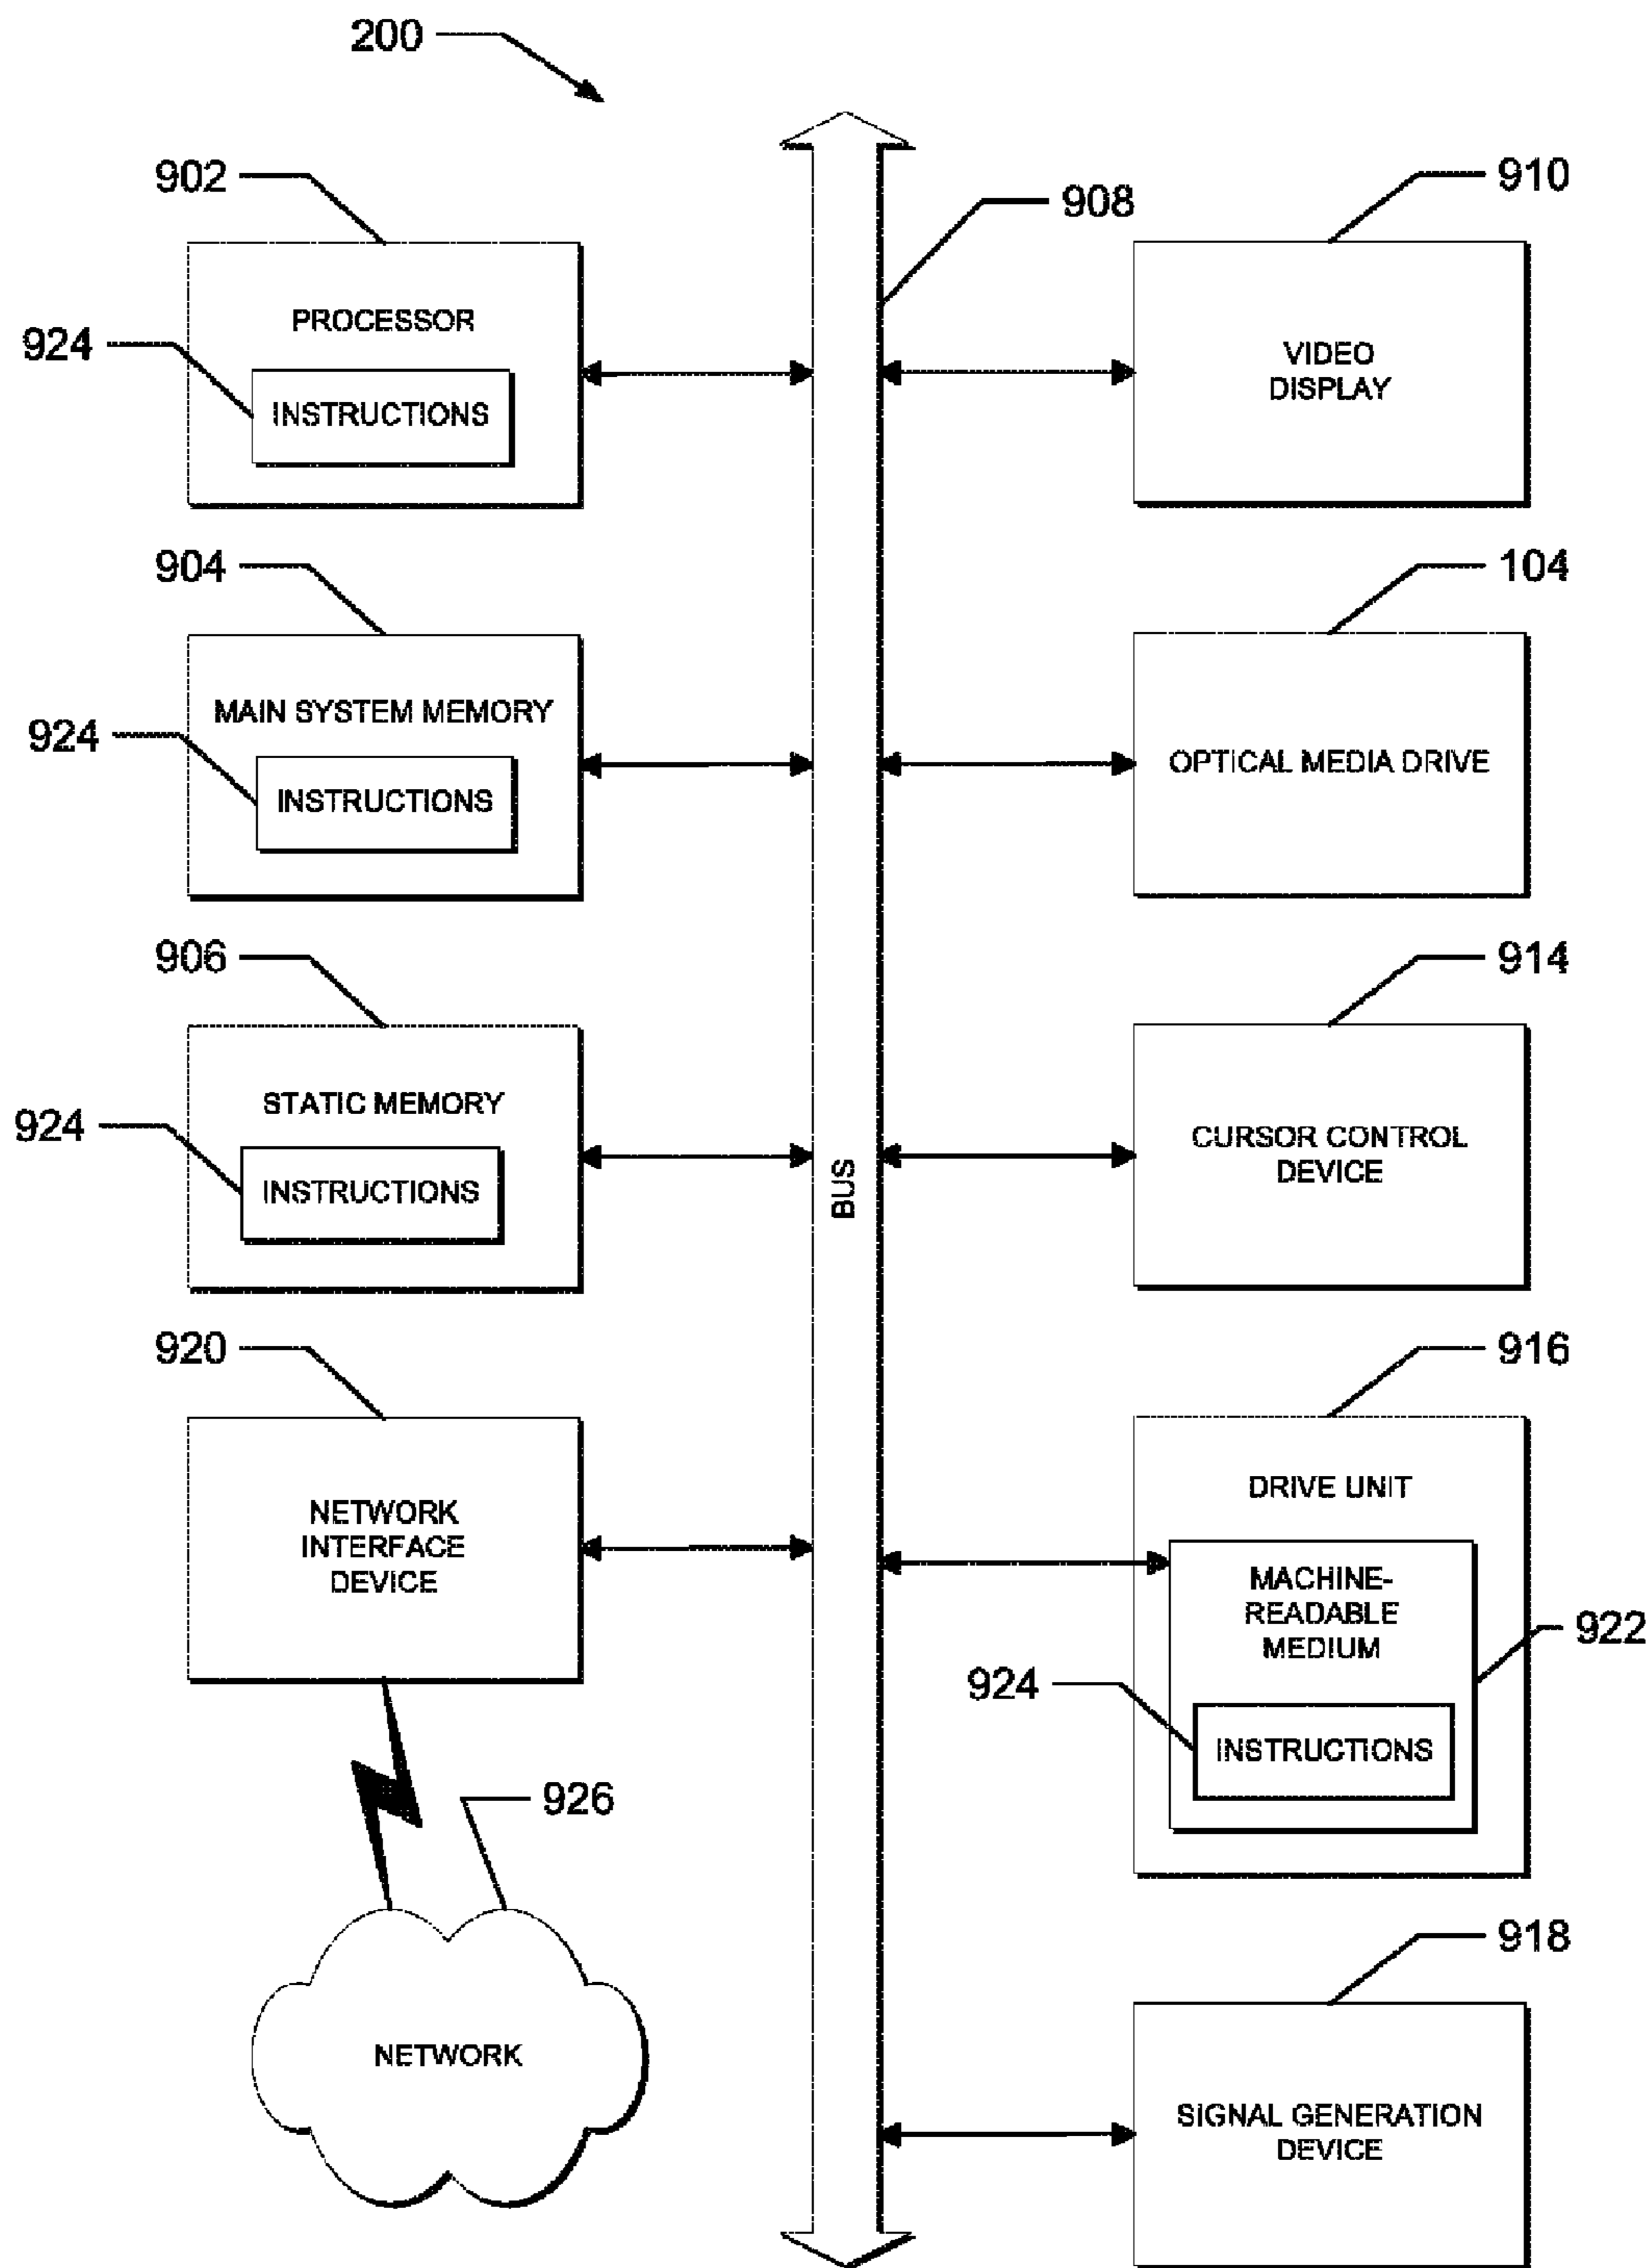 200
902
PROCESSOR
924
INSTRUCTIONS
904
MAIN SYSTEM MEMORY
924
INSTRUCTIONS
906
STATIC MEMORY
924
INSTRUCTIONS
920
NETWORK
INTERFACE
DEVICE
926
NETWORK
908
BUS
910
VIDEO
DISPLAY
104
OPTICAL MEDIA DRIVE
914
CURSOR CONTROL
DEVICE
916
DRIVE UNIT
MACHINE-
READABLE
MEDIUM
922
924
INSTRUCTIONS
918
SIGNAL GENERATION
DEVICE